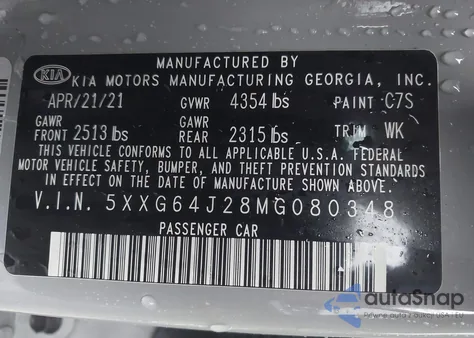 MANUFACTURED BY
KIA KIA MOTORS MANUFACTURING GEORGIA, INC.
APR/21/21 GVWR 4354 lbs PAINT C7S
GAWR FRONT 2513 lbs GAWR REAR 2315 lbs TRIM WK
THIS VEHICLE CONFORMS TO ALL APPLICABLE U.S.A. FEDERAL
MOTOR VEHICLE SAFETY, BUMPER, AND THEFT PREVENTION STANDARDS
IN EFFECT ON THE DATE OF MANUFACTURE SHOWN ABOVE.
V.I.N. 5XXG64J28MG080348
PASSENGER CAR
autoSnap